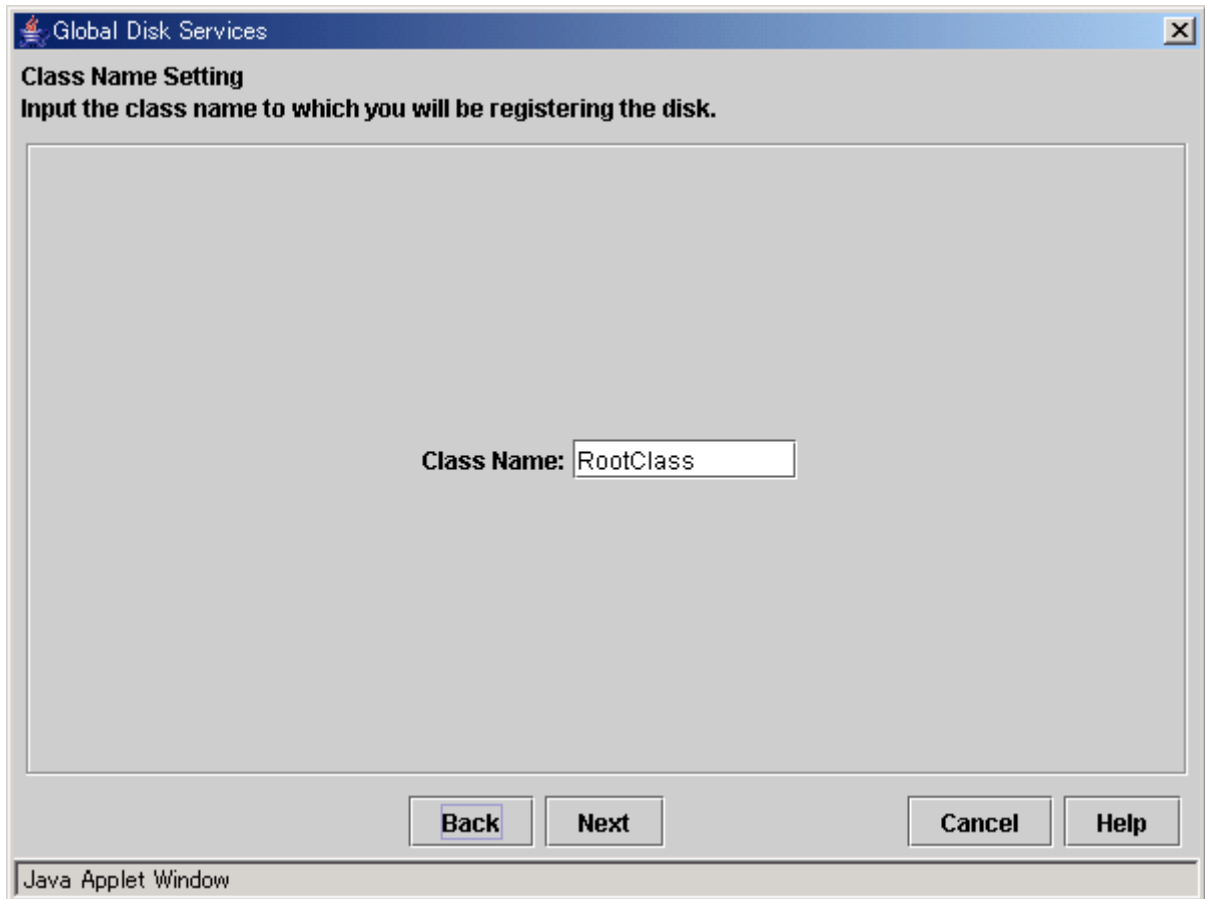 Global Disk Services
Class Name Setting
Input the class name to which you will be registering the disk.
Class Name: RootClass
Back Next Cancel Help
Java Applet Window